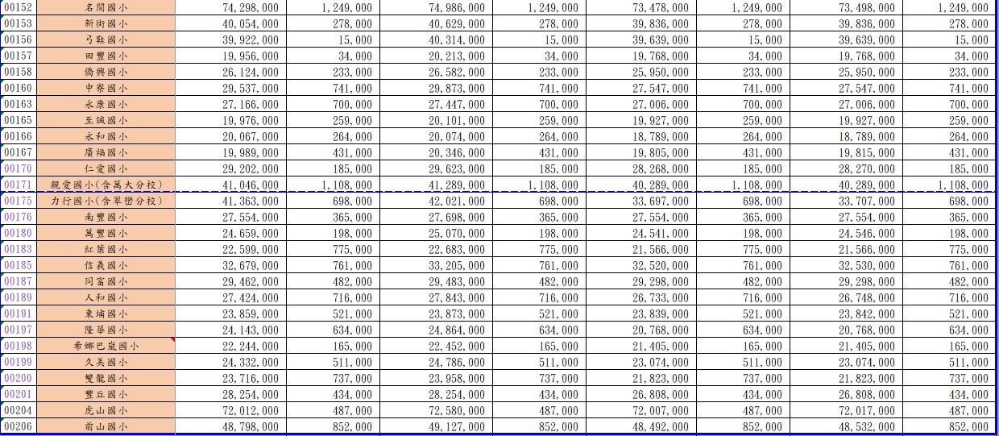 00152 名間國小 74,298,000 1,249,000 74,986,000 1,249,000 73,478,000 1,249,000 73,498,000 1,249,000
00153 新街國小 40,054,000 278,000 40,629,000 278,000 39,836,000 278,000 39,836,000 278,000
00156 弓鞋國小 39,922,000 15,000 40,314,000 15,000 39,639,000 15,000 39,639,000 15,000
00157 田豐國小 19,956,000 34,000 20,213,000 34,000 19,768,000 34,000 19,768,000 34,000
00158 僑興國小 26,124,000 233,000 26,582,000 233,000 25,950,000 233,000 25,950,000 233,000
00160 中寮國小 29,537,000 741,000 29,873,000 741,000 27,547,000 741,000 27,547,000 741,000
00163 永康國小 27,166,000 700,000 27,447,000 700,000 27,006,000 700,000 27,006,000 700,000
00165 至誠國小 19,976,000 259,000 20,101,000 259,000 19,927,000 259,000 19,927,000 259,000
00166 永和國小 20,067,000 264,000 20,074,000 264,000 18,789,000 264,000 18,789,000 264,000
00167 廣福國小 19,989,000 431,000 20,346,000 431,000 19,805,000 431,000 19,815,000 431,000
00170 仁愛國小 29,202,000 185,000 29,623,000 185,000 28,268,000 185,000 28,270,000 185,000
00171 親愛國小(含萬大分校) 41,046,000 1,108,000 41,289,000 1,108,000 40,289,000 1,108,000 40,289,000 1,108,000
00175 力行國小(含翠巒分校) 41,363,000 698,000 42,021,000 698,000 33,697,000 698,000 33,707,000 698,000
00176 南豐國小 27,554,000 365,000 27,698,000 365,000 27,554,000 365,000 27,554,000 365,000
00180 萬豐國小 24,659,000 198,000 25,070,000 198,000 24,541,000 198,000 24,546,000 198,000
00183 紅葉國小 22,599,000 775,000 22,683,000 775,000 21,566,000 775,000 21,566,000 775,000
00185 信義國小 32,679,000 761,000 33,205,000 761,000 32,520,000 761,000 32,530,000 761,000
00187 同富國小 29,462,000 482,000 29,483,000 482,000 29,298,000 482,000 29,298,000 482,000
00189 人和國小 27,424,000 716,000 27,843,000 716,000 26,733,000 716,000 26,748,000 716,000
00191 東埔國小 23,859,000 521,000 23,873,000 521,000 23,839,000 521,000 23,842,000 521,000
00197 隆華國小 24,143,000 634,000 24,864,000 634,000 20,768,000 634,000 20,768,000 634,000
00198 希娜巴嵐國小 22,244,000 165,000 22,452,000 165,000 21,405,000 165,000 21,405,000 165,000
00199 久美國小 24,332,000 511,000 24,786,000 511,000 23,074,000 511,000 23,074,000 511,000
00200 雙龍國小 23,716,000 737,000 23,958,000 737,000 21,823,000 737,000 21,823,000 737,000
00201 豐丘國小 28,254,000 434,000 28,254,000 434,000 26,808,000 434,000 26,808,000 434,000
00204 虎山國小 72,012,000 487,000 72,580,000 487,000 72,007,000 487,000 72,017,000 487,000
00206 前山國小 48,798,000 852,000 49,127,000 852,000 48,492,000 852,000 48,532,000 852,000